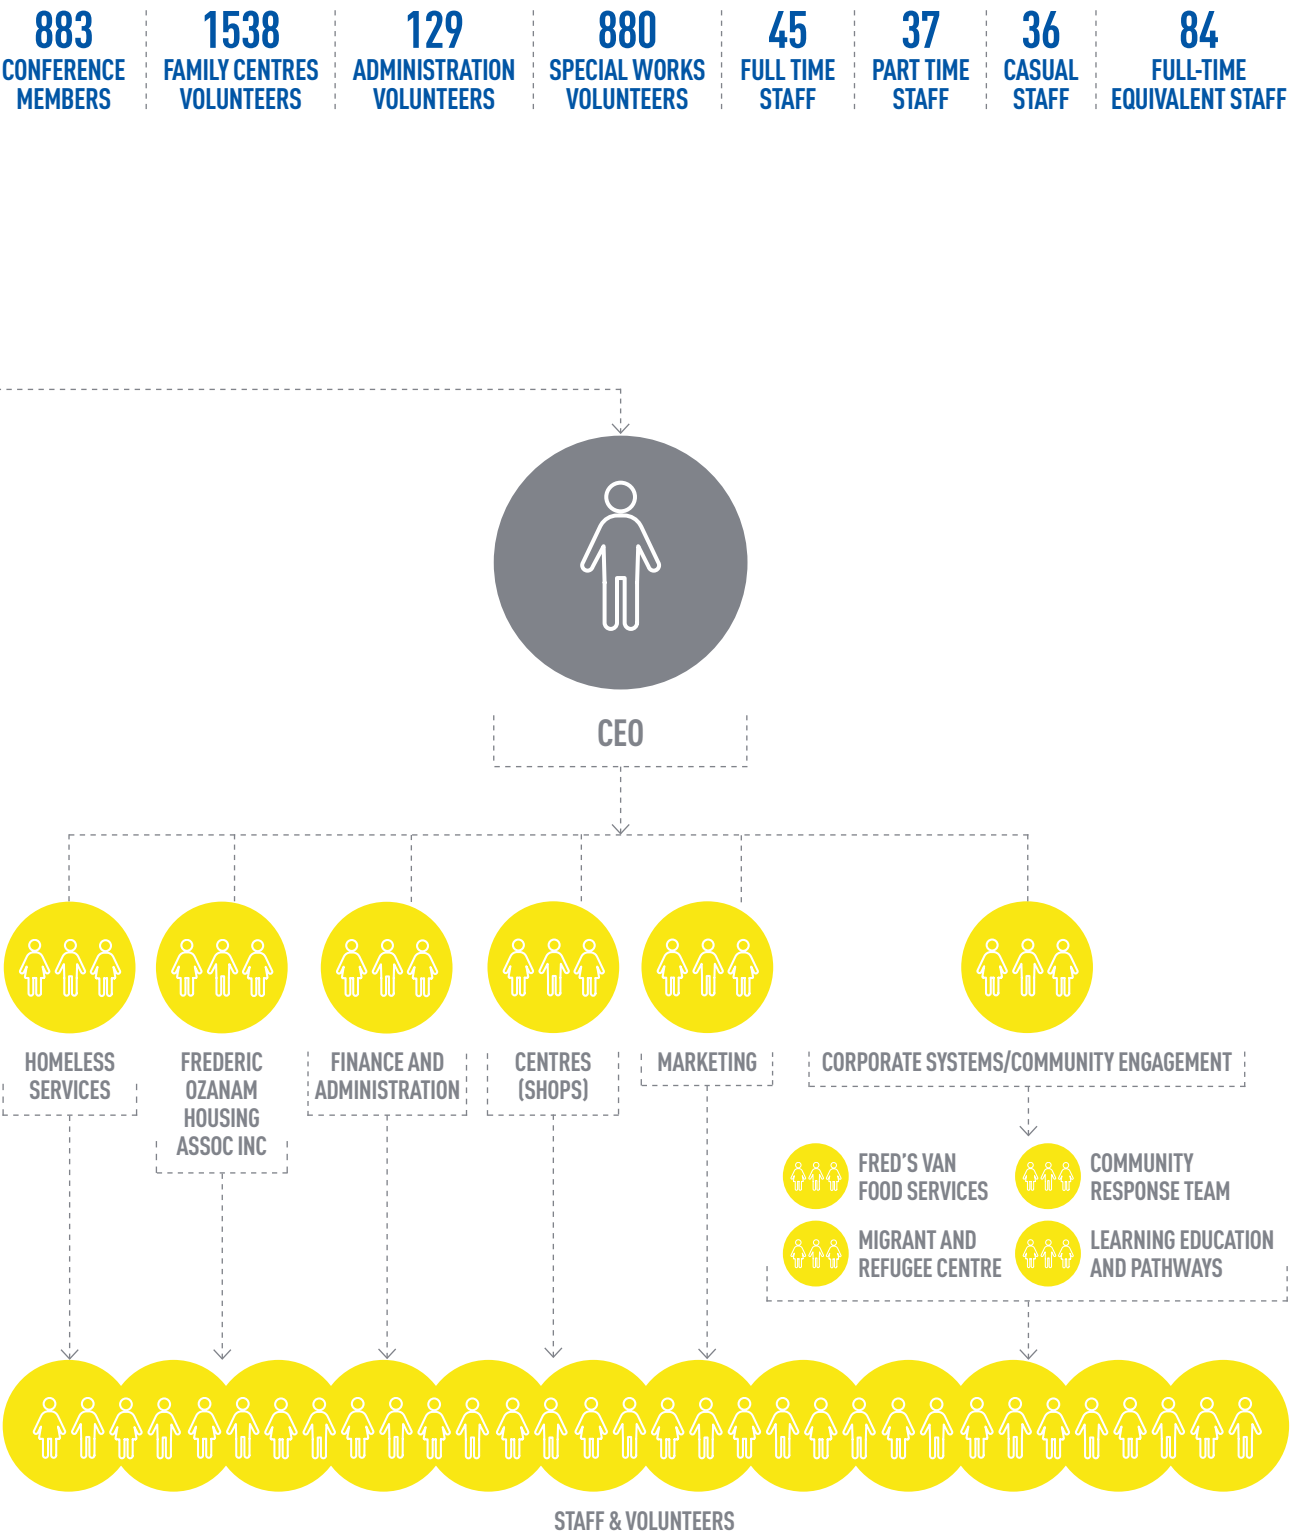 883
CONFERENCE
MEMBERS
1538
FAMILY CENTRES
VOLUNTEERS
129
ADMINISTRATION
VOLUNTEERS
880
SPECIAL WORKS
VOLUNTEERS
45
FULL TIME
STAFF
37
PART TIME
STAFF
36
CASUAL
STAFF
84
FULL-TIME
EQUIVALENT STAFF
CEO
HOMELESS
SERVICES
FREDERIC
OZANAM
HOUSING
ASSOC INC
FINANCE AND
ADMINISTRATION
CENTRES
(SHOPS)
MARKETING
CORPORATE SYSTEMS/COMMUNITY ENGAGEMENT
FRED'S VAN
FOOD SERVICES
COMMUNITY
RESPONSE TEAM
MIGRANT AND
REFUGEE CENTRE
LEARNING EDUCATION
AND PATHWAYS
STAFF & VOLUNTEERS